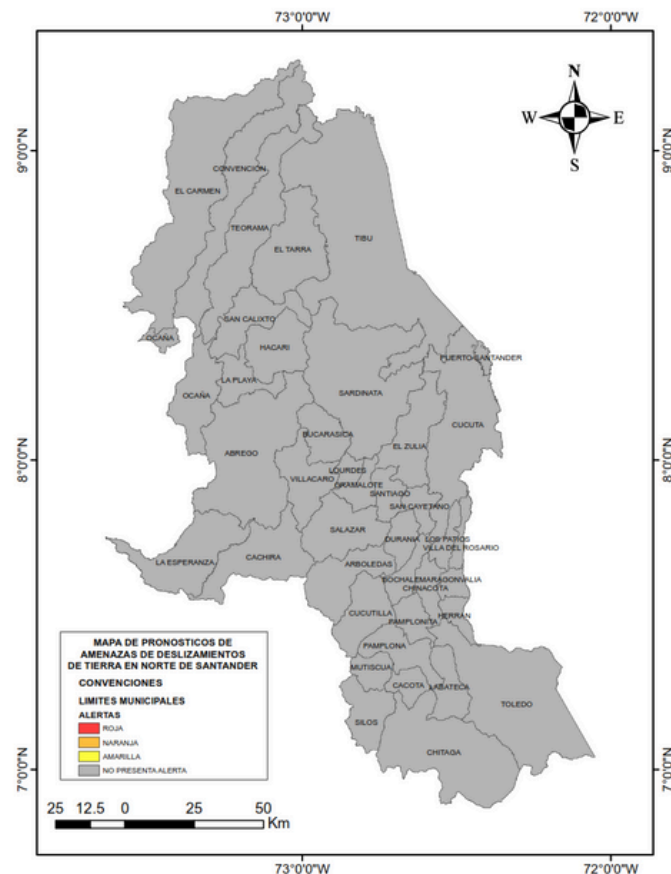 73°0'0"W
72°0'0"W
N
W
E
S
9°0'0"N
9°0'0"N
CONVENCIÓN
EL CARMEN
TEORAMA
TIBU
EL TARRA
SAN CALIXTO
OCAÑA
HACARI
PUERTO SANTANDER
LA PLAYA
OCAÑA
SARDINATA
CUCUTA
BUCARASICA
EL ZULIA
ABREGO
8°0'0"N
8°0'0"N
LOURDES
VILLACARO
GRAMALOTE
SANTIAGO
SAN CAYETANO
SALAZAR
DURANIA
LOS PATIOS
VILLA DEL ROSARIO
CACHIRA
LA ESPERANZA
ARBOLEDAS
BOCHALEMA
RAGONVALIA
CHINACOTA
CUCUTILLA
HERRAN
PAMPLONITA
PAMPLONA
MUTISCUA
CACOTA
LABATECA
TOLEDO
SILOS
CHITAGA
7°0'0"N
7°0'0"N
MAPA DE PRONOSTICOS DE
AMENAZAS DE DESLIZAMIENTOS
DE TIERRA EN NORTE DE SANTANDER
CONVENCIONES
LIMITES MUNICIPALES
ALERTAS
ROJA
NARANJA
AMARILLA
NO PRESENTA ALERTA
25 12.5 0 25 50
Km
73°0'0"W
72°0'0"W